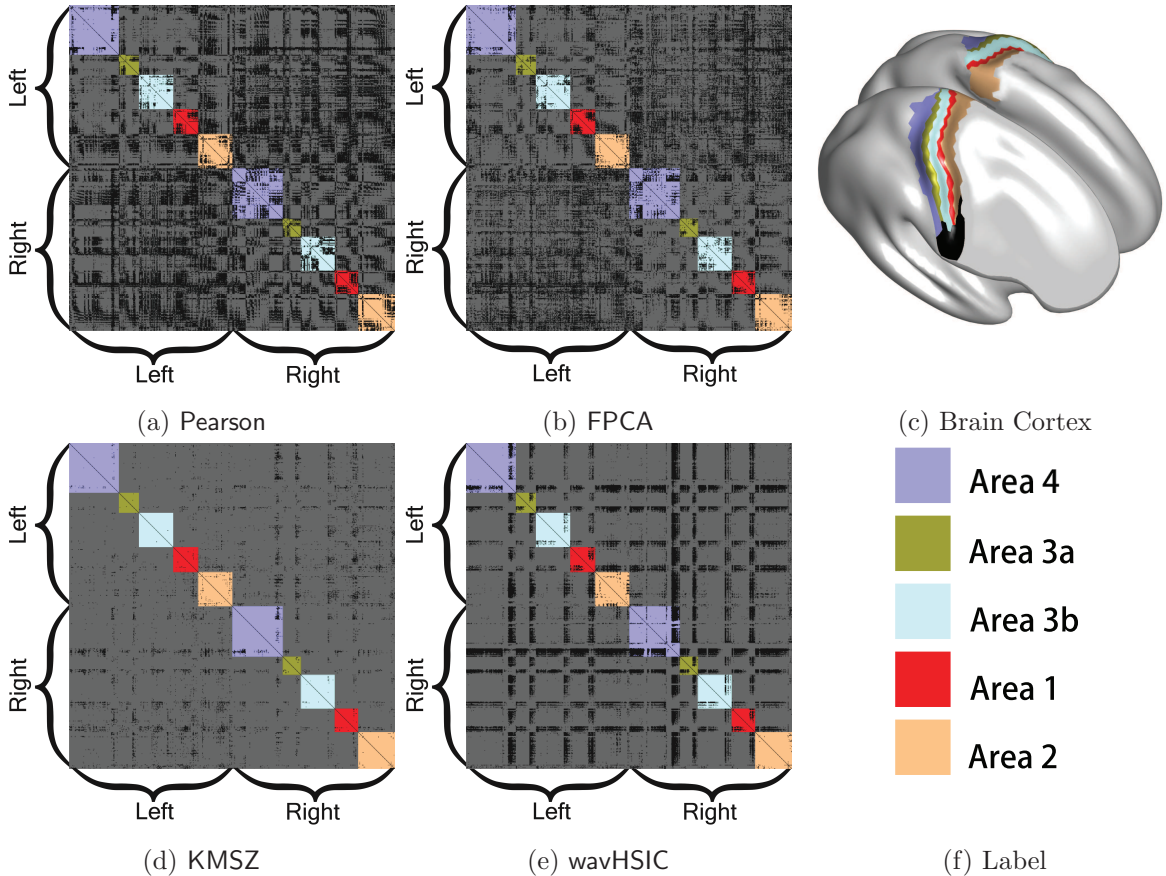 Left
Right
Left
Right
(a) Pearson
Left
Right
Left
Right
(b) FPCA
(c) Brain Cortex
Left
Right
Left
Right
(d) KMSZ
Left
Right
Left
Right
(e) wavHSIC
Area 4
Area 3a
Area 3b
Area 1
Area 2
(f) Label